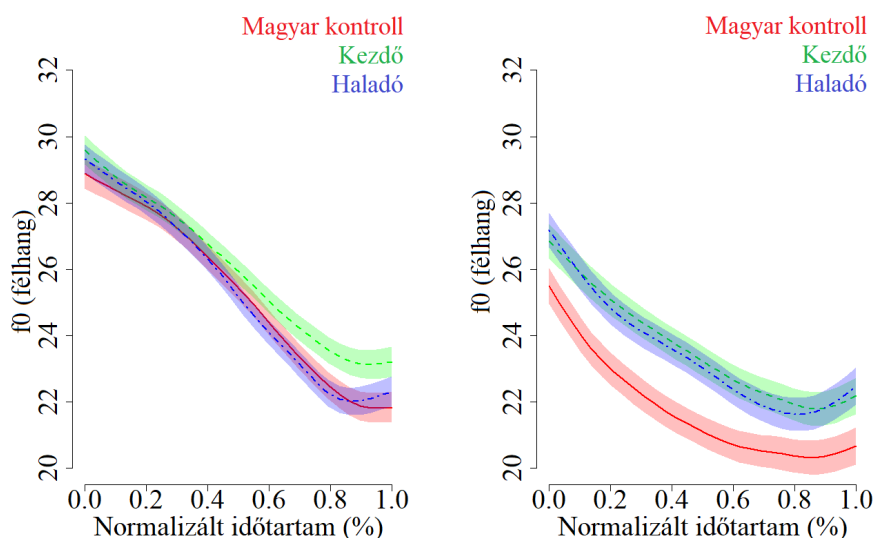 Magyar kontroll
Kezdő
Haladó
32
30
28
26
24
22
20
f0 (félhang)
0.0 0.2 0.4 0.6 0.8 1.0
Normalizált időtartam (%)
Magyar kontroll
Kezdő
Haladó
32
30
28
26
24
22
20
f0 (félhang)
0.0 0.2 0.4 0.6 0.8 1.0
Normalizált időtartam (%)